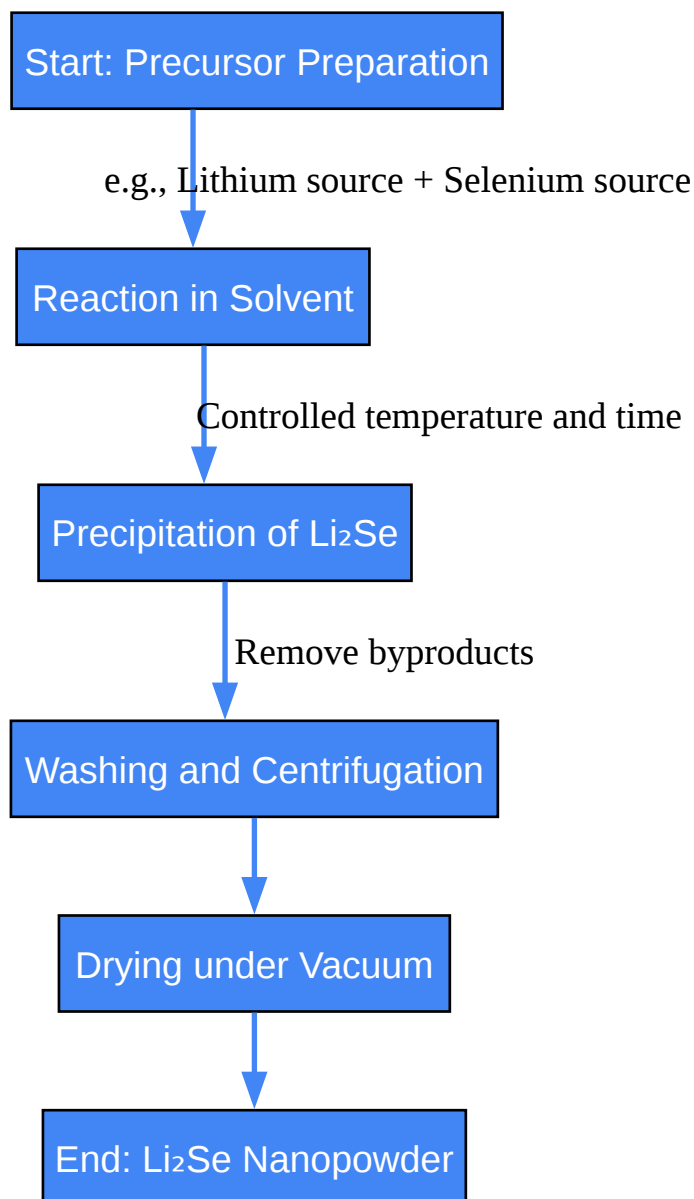 Start: Precursor Preparation
e.g., Lithium source + Selenium source
Reaction in Solvent
Controlled temperature and time
Precipitation of Li₂Se
Remove byproducts
Washing and Centrifugation
Drying under Vacuum
End: Li₂Se Nanopowder